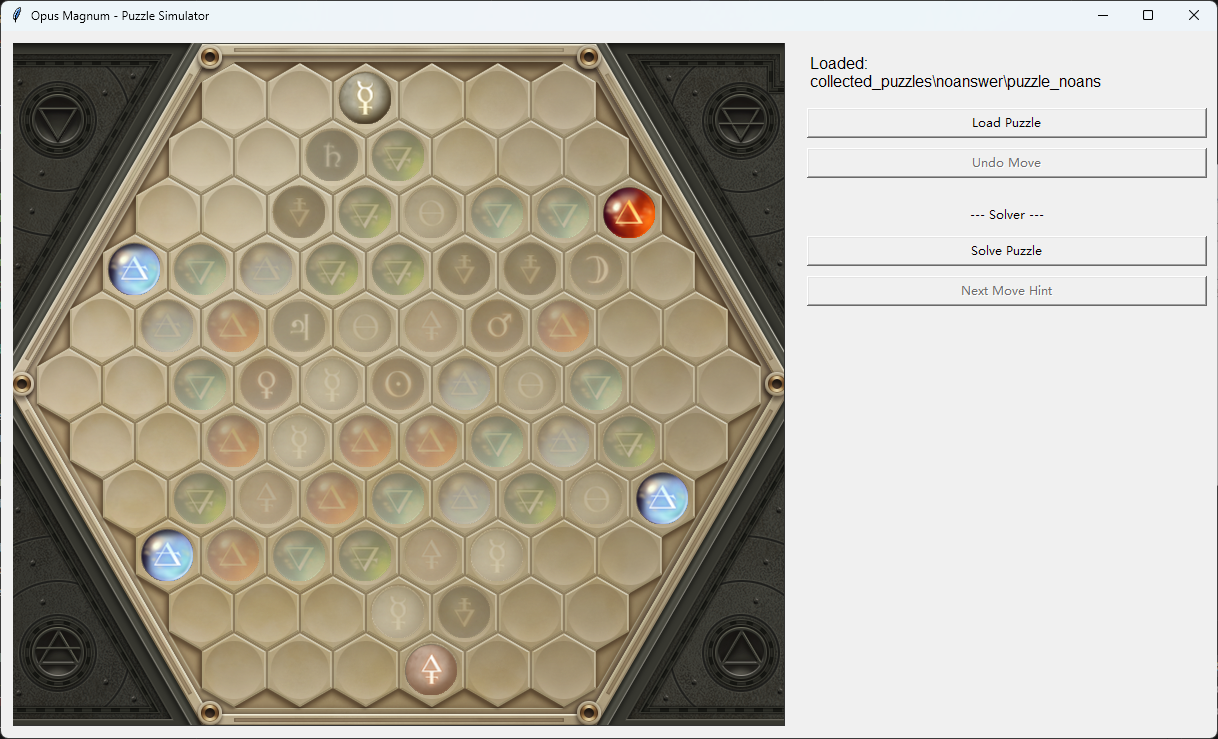 Opus Magnum - Puzzle Simulator
Loaded:
collected_puzzles\noanswer\puzzle_noans
Load Puzzle
Undo Move
--- Solver ---
Solve Puzzle
Next Move Hint